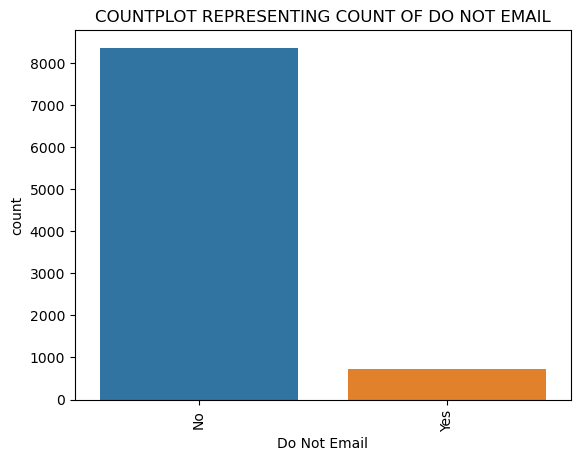 COUNTPLOT REPRESENTING COUNT OF DO NOT EMAIL
8000
7000
6000
5000
4000
3000
2000
1000
0
count
No
Yes
Do Not Email